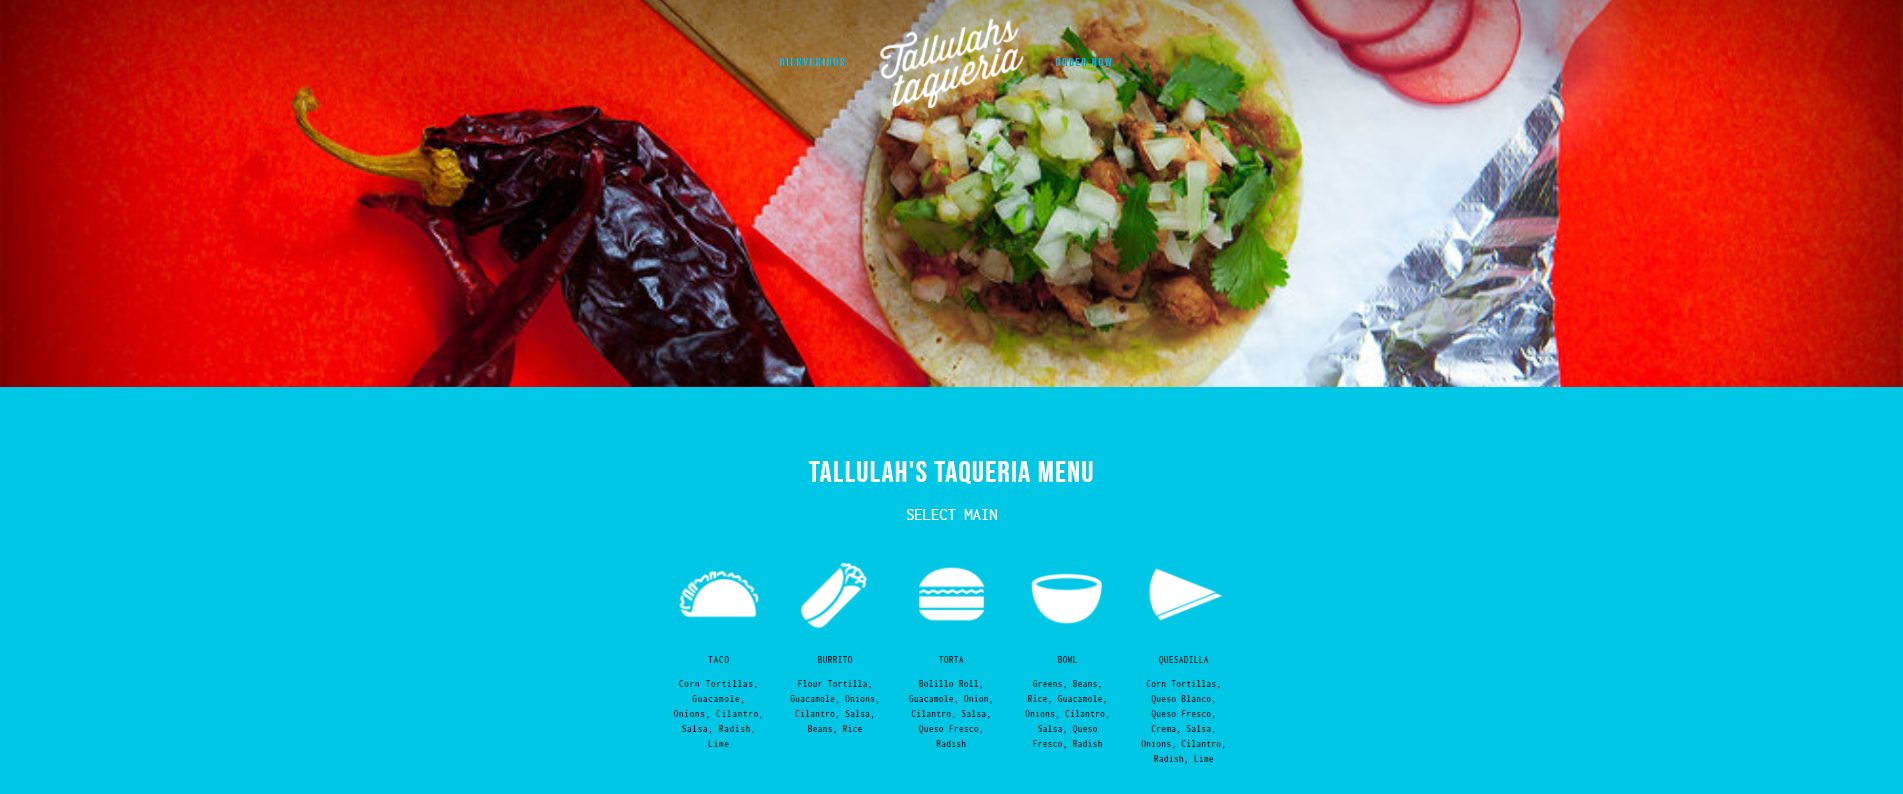 BIENVENIDOS
Tallulahs
taqueria
ORDER NOW
TALLULAH'S TAQUERIA MENU
SELECT MAIN
TACO
Corn Tortillas,
Guacamole,
Onions, Cilantro,
Salsa, Radish,
Lime
BURRITO
Flour Tortilla,
Guacamole, Onions,
Cilantro, Salsa,
Beans, Rice
TORTA
Bolillo Roll,
Guacamole, Onion,
Cilantro, Salsa,
Queso Fresco,
Radish
BOWL
Greens, Beans,
Rice, Guacamole,
Onions, Cilantro,
Salsa, Queso
Fresco, Radish
QUESADILLA
Corn Tortillas,
Queso Blanco,
Queso Fresco,
Crema, Salsa,
Onions, Cilantro,
Radish, Lime